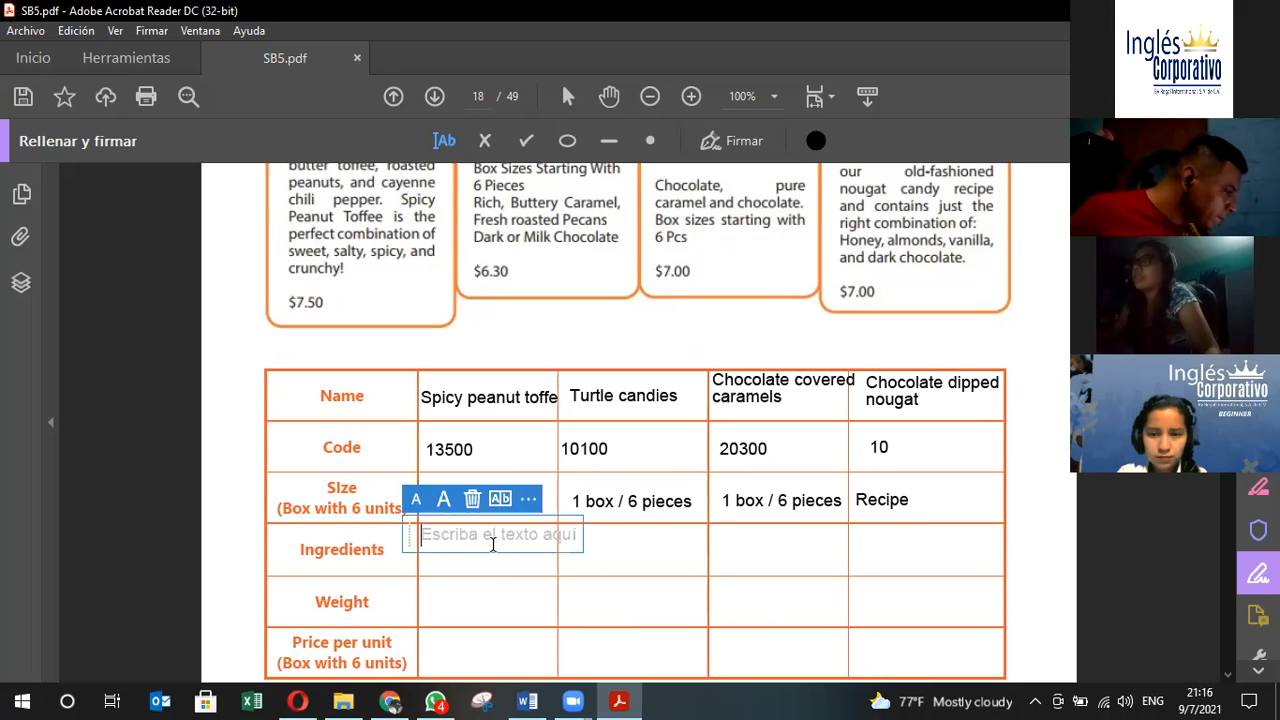 SB5.pdf - Adobe Acrobat Reader DC (32-bit)
Archivo Edición Ver Firmar Ventana Ayuda
Inicio Herramientas SB5.pdf ×
18 / 49 100%
Rellenar y firmar Ab Firmar
butter toffee, roasted
peanuts, and cayenne
chili pepper. Spicy
Peanut Toffee is the
perfect combination of
sweet, salty, spicy, and
crunchy!
$7.50
Box Sizes Starting With
6 Pieces
Rich, Buttery Caramel,
Fresh roasted Pecans
Dark or Milk Chocolate
$6.30
Chocolate, pure
caramel and chocolate.
Box sizes starting with
6 Pcs
$7.00
our old-fashioned
nougat candy recipe
and contains just the
right combination of:
Honey, almonds, vanilla,
and dark chocolate.
$7.00
Name Spicy peanut toffe Turtle candies Chocolate covered caramels Chocolate dipped nougat
Code 13500 10100 20300 10
SIze
(Box with 6 units 1 box / 6 pieces 1 box / 6 pieces Recipe
A A Ab ...
Escriba el texto aquí
Ingredients
Weight
Price per unit
(Box with 6 units)
Inglés
Corporativo
By Regal International, S.A. de C.V.
Inglés
Corporativo
BEGINNER
4
77°F Mostly cloudy
ENG
21:16
9/7/2021